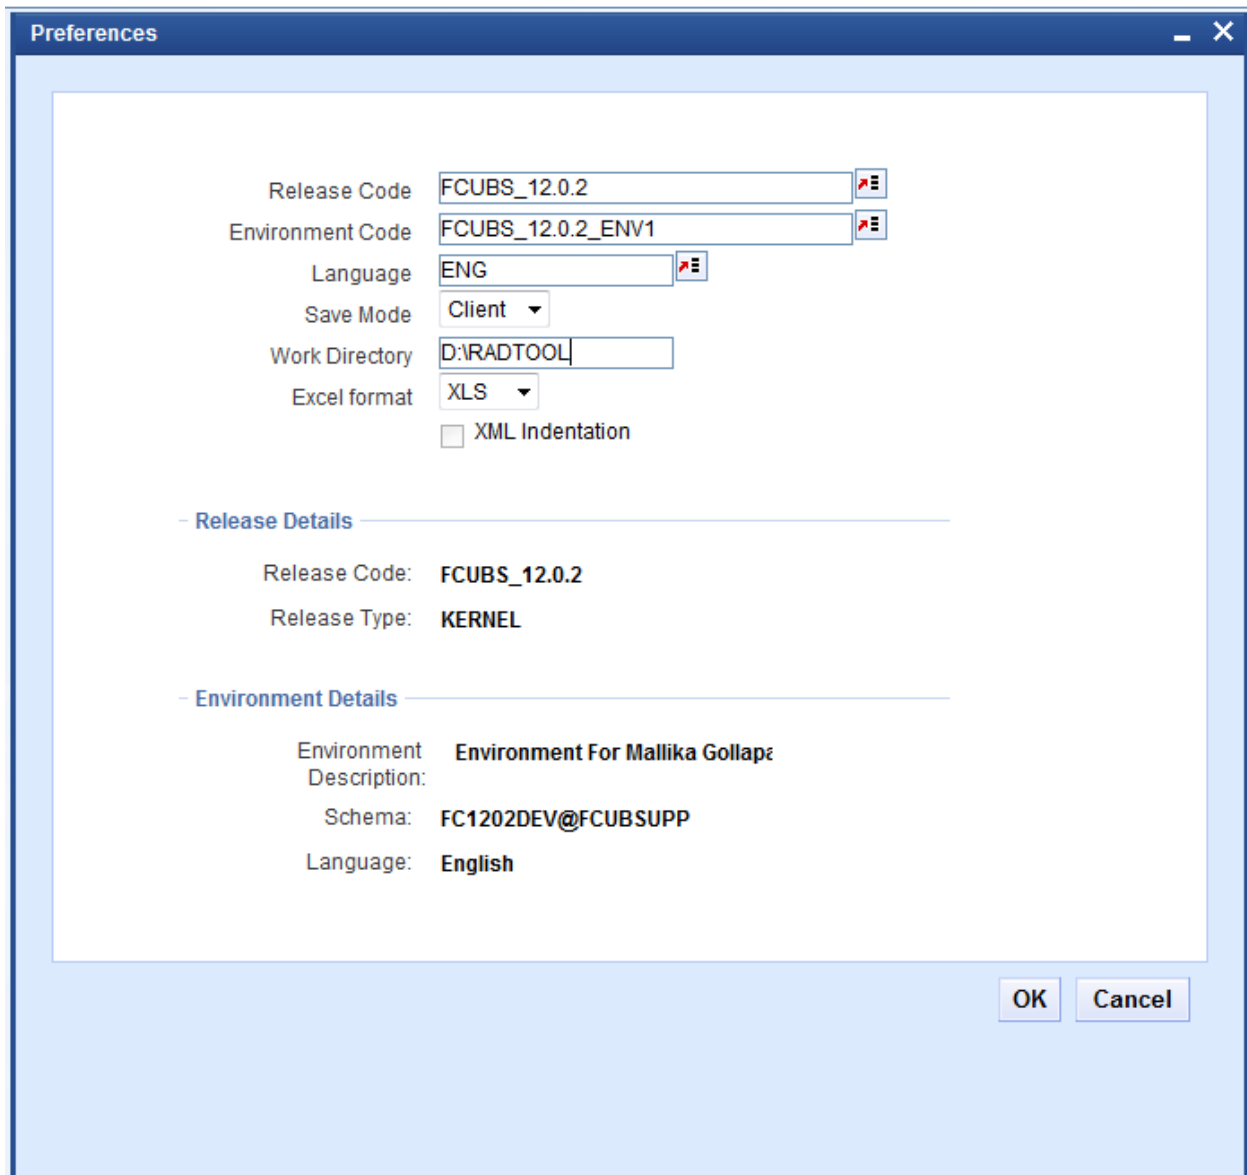 Preferences
Release Code FCUBS_12.0.2
Environment Code FCUBS_12.0.2_ENV1
Language ENG
Save Mode Client
Work Directory D:\RADTOOL
Excel format XLS
XML Indentation
Release Details
Release Code: FCUBS_12.0.2
Release Type: KERNEL
Environment Details
Environment Description: Environment For Mallika Gollapa
Schema: FC1202DEV@FCUBSUPP
Language: English
OK Cancel